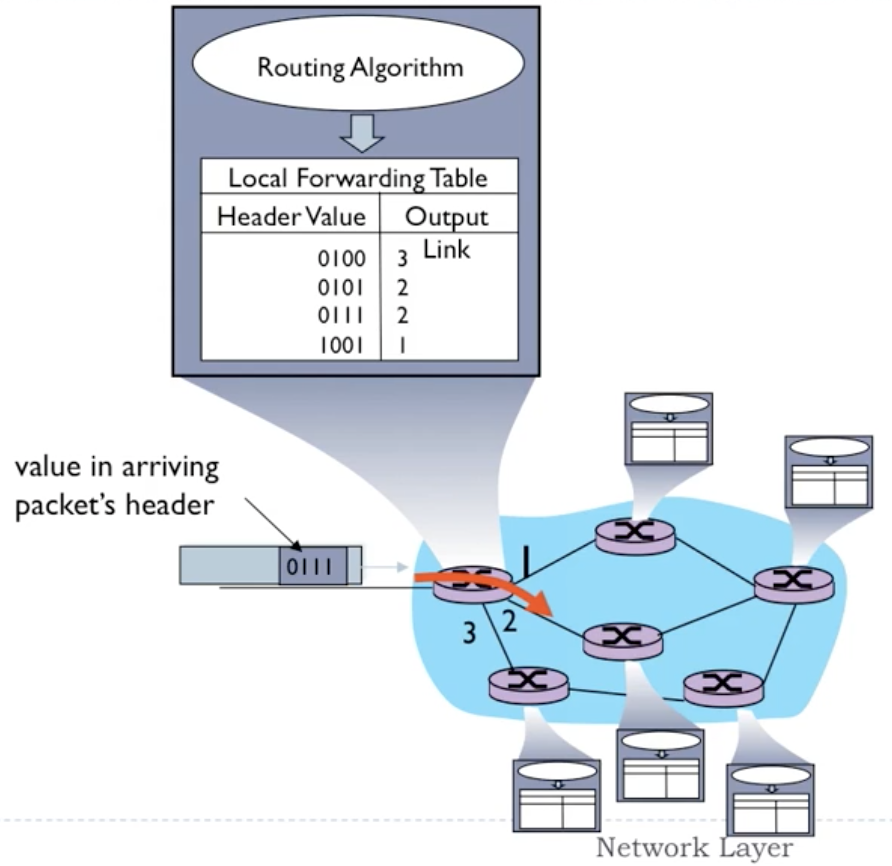 Routing Algorithm
Local Forwarding Table
Header Value Output
Link
0100 3
0101 2
0111 2
1001 1
value in arriving
packet's header
0111
1
2
3
Network Layer